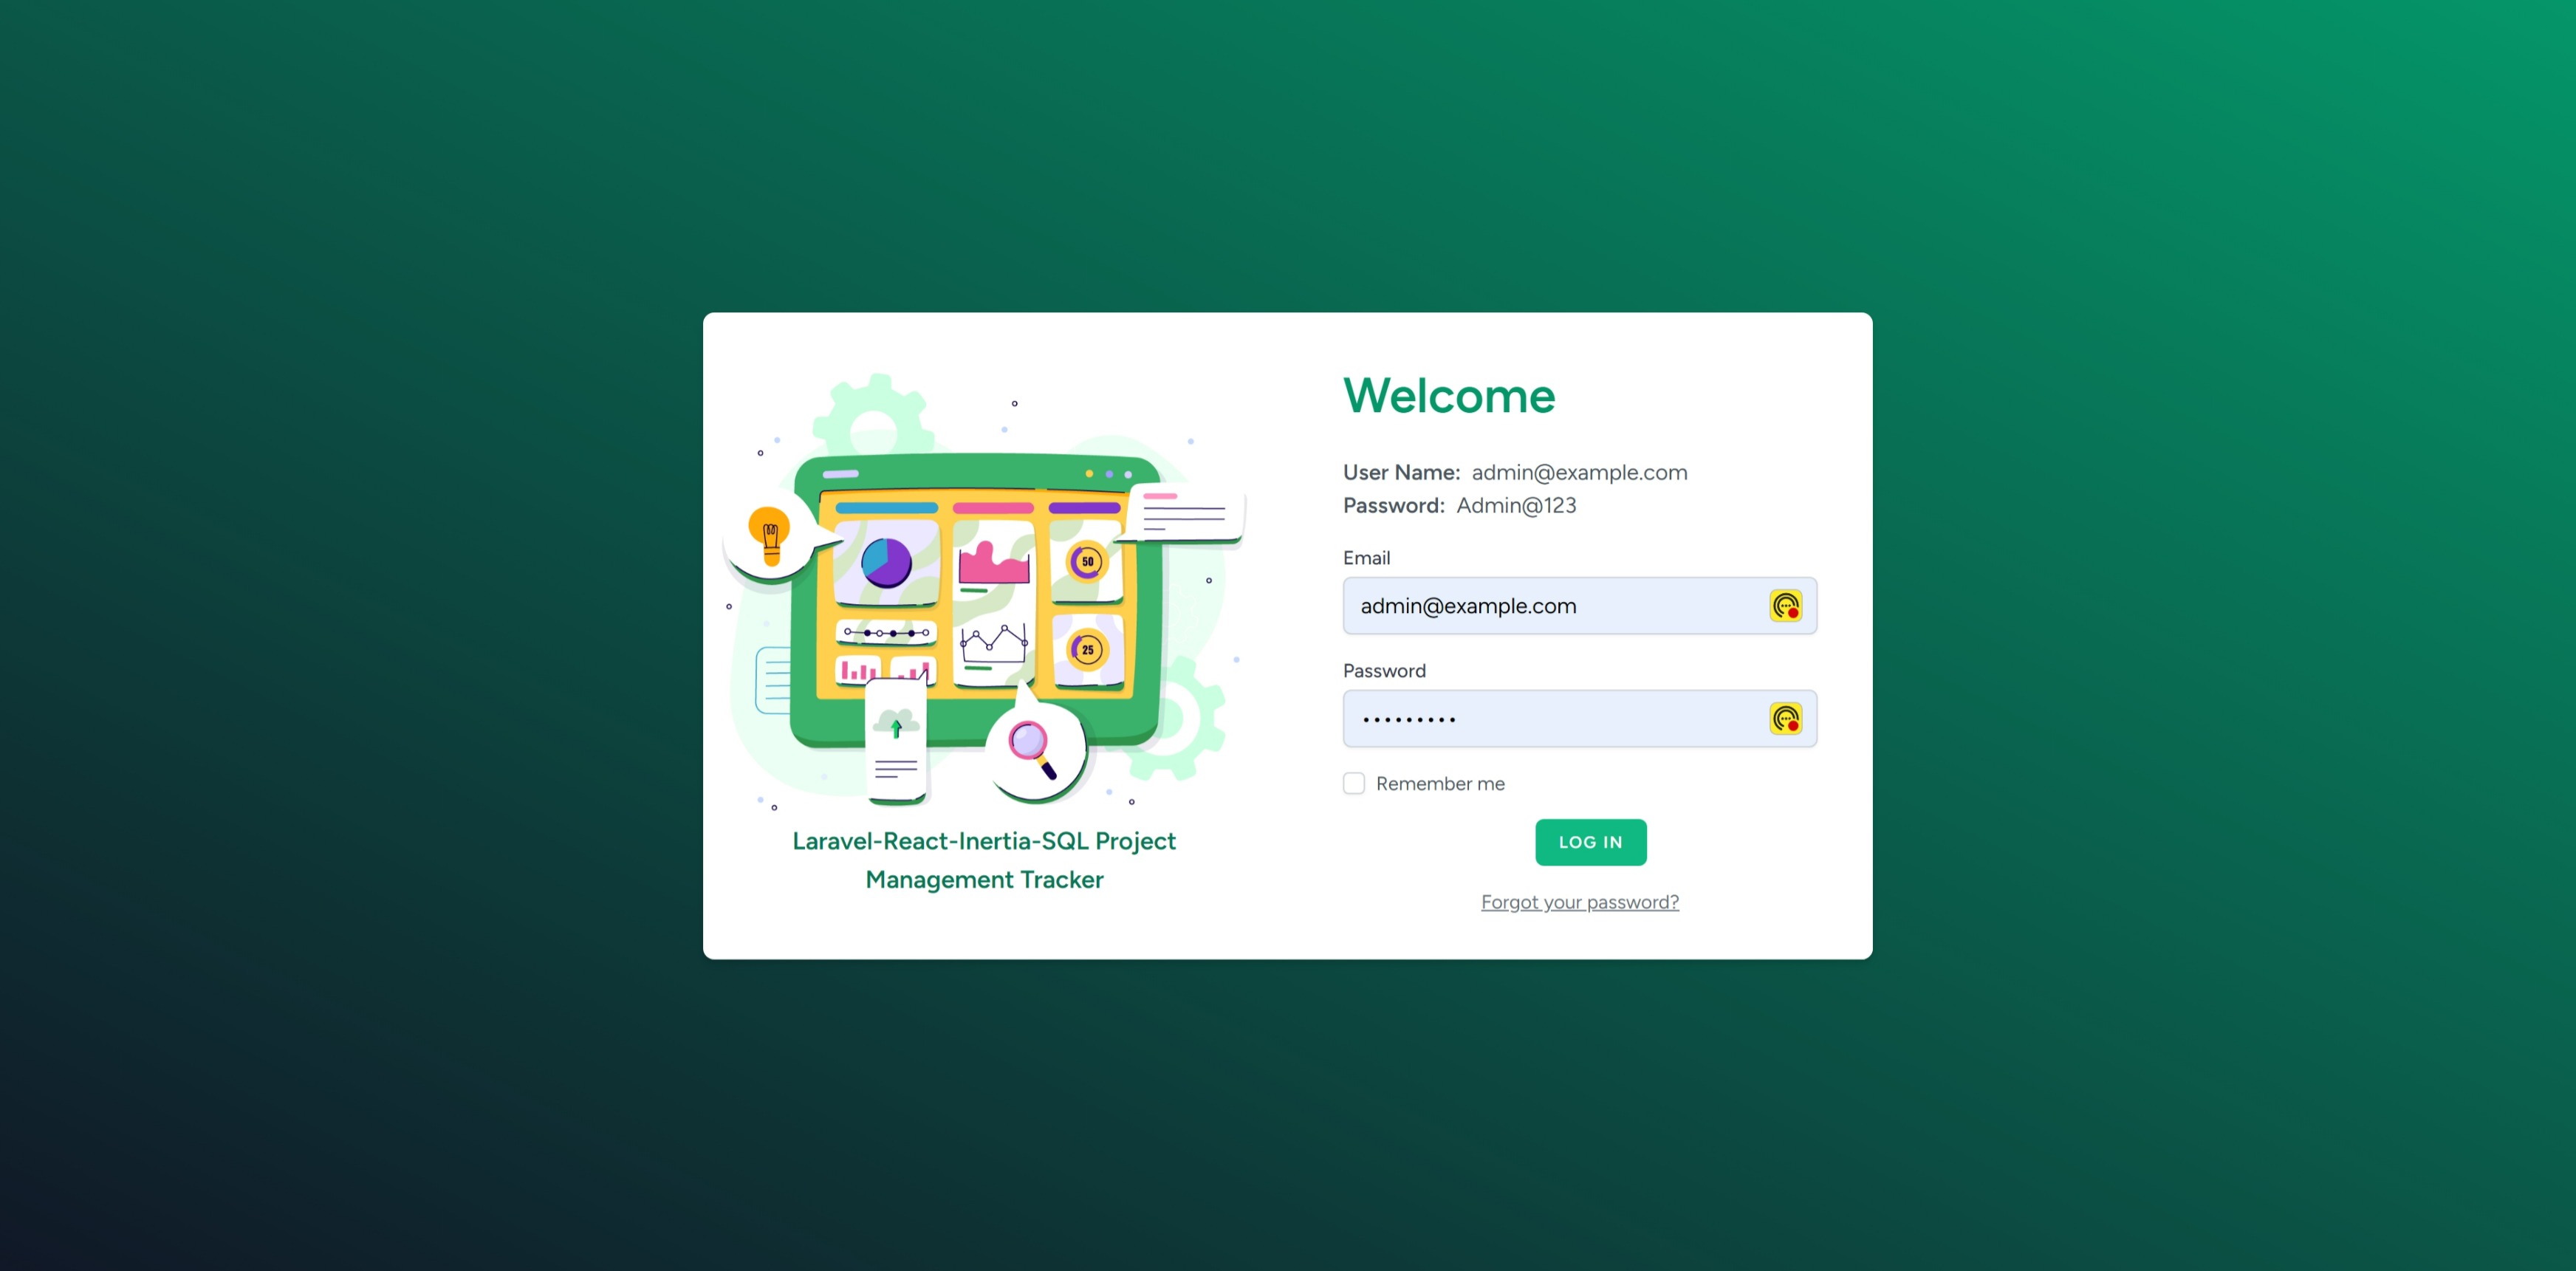 50
25
Laravel-React-Inertia-SQL Project
Management Tracker
Welcome
User Name: admin@example.com
Password: Admin@123
Email
admin@example.com
Password
•••••••••
Remember me
LOG IN
Forgot your password?